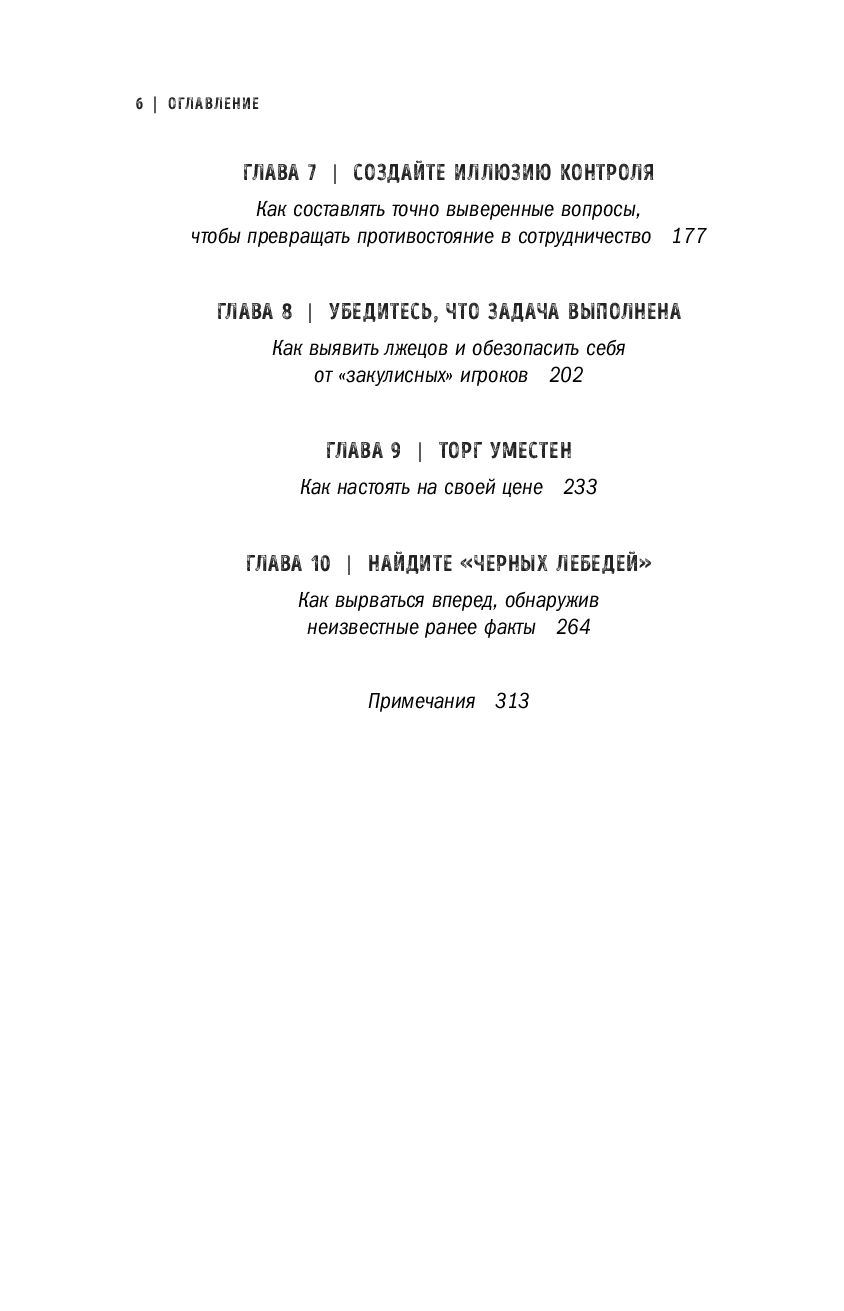 6 | ОГЛАВЛЕНИЕ
ГЛАВА 7 | СОЗДАЙТЕ ИЛЛЮЗИЮ КОНТРОЛЯ
Как составлять точно выверенные вопросы,
чтобы превращать противостояние в сотрудничество 177
ГЛАВА 8 | УБЕДИТЕСЬ, ЧТО ЗАДАЧА ВЫПОЛНЕНА
Как выявить лжецов и обезопасить себя
от «закулисных» игроков 202
ГЛАВА 9 | ТОРГ УМЕСТЕН
Как настоять на своей цене 233
ГЛАВА 10 | НАЙДИТЕ «ЧЕРНЫХ ЛЕБЕДЕЙ»
Как вырваться вперед, обнаружив
неизвестные ранее факты 264
Примечания 313